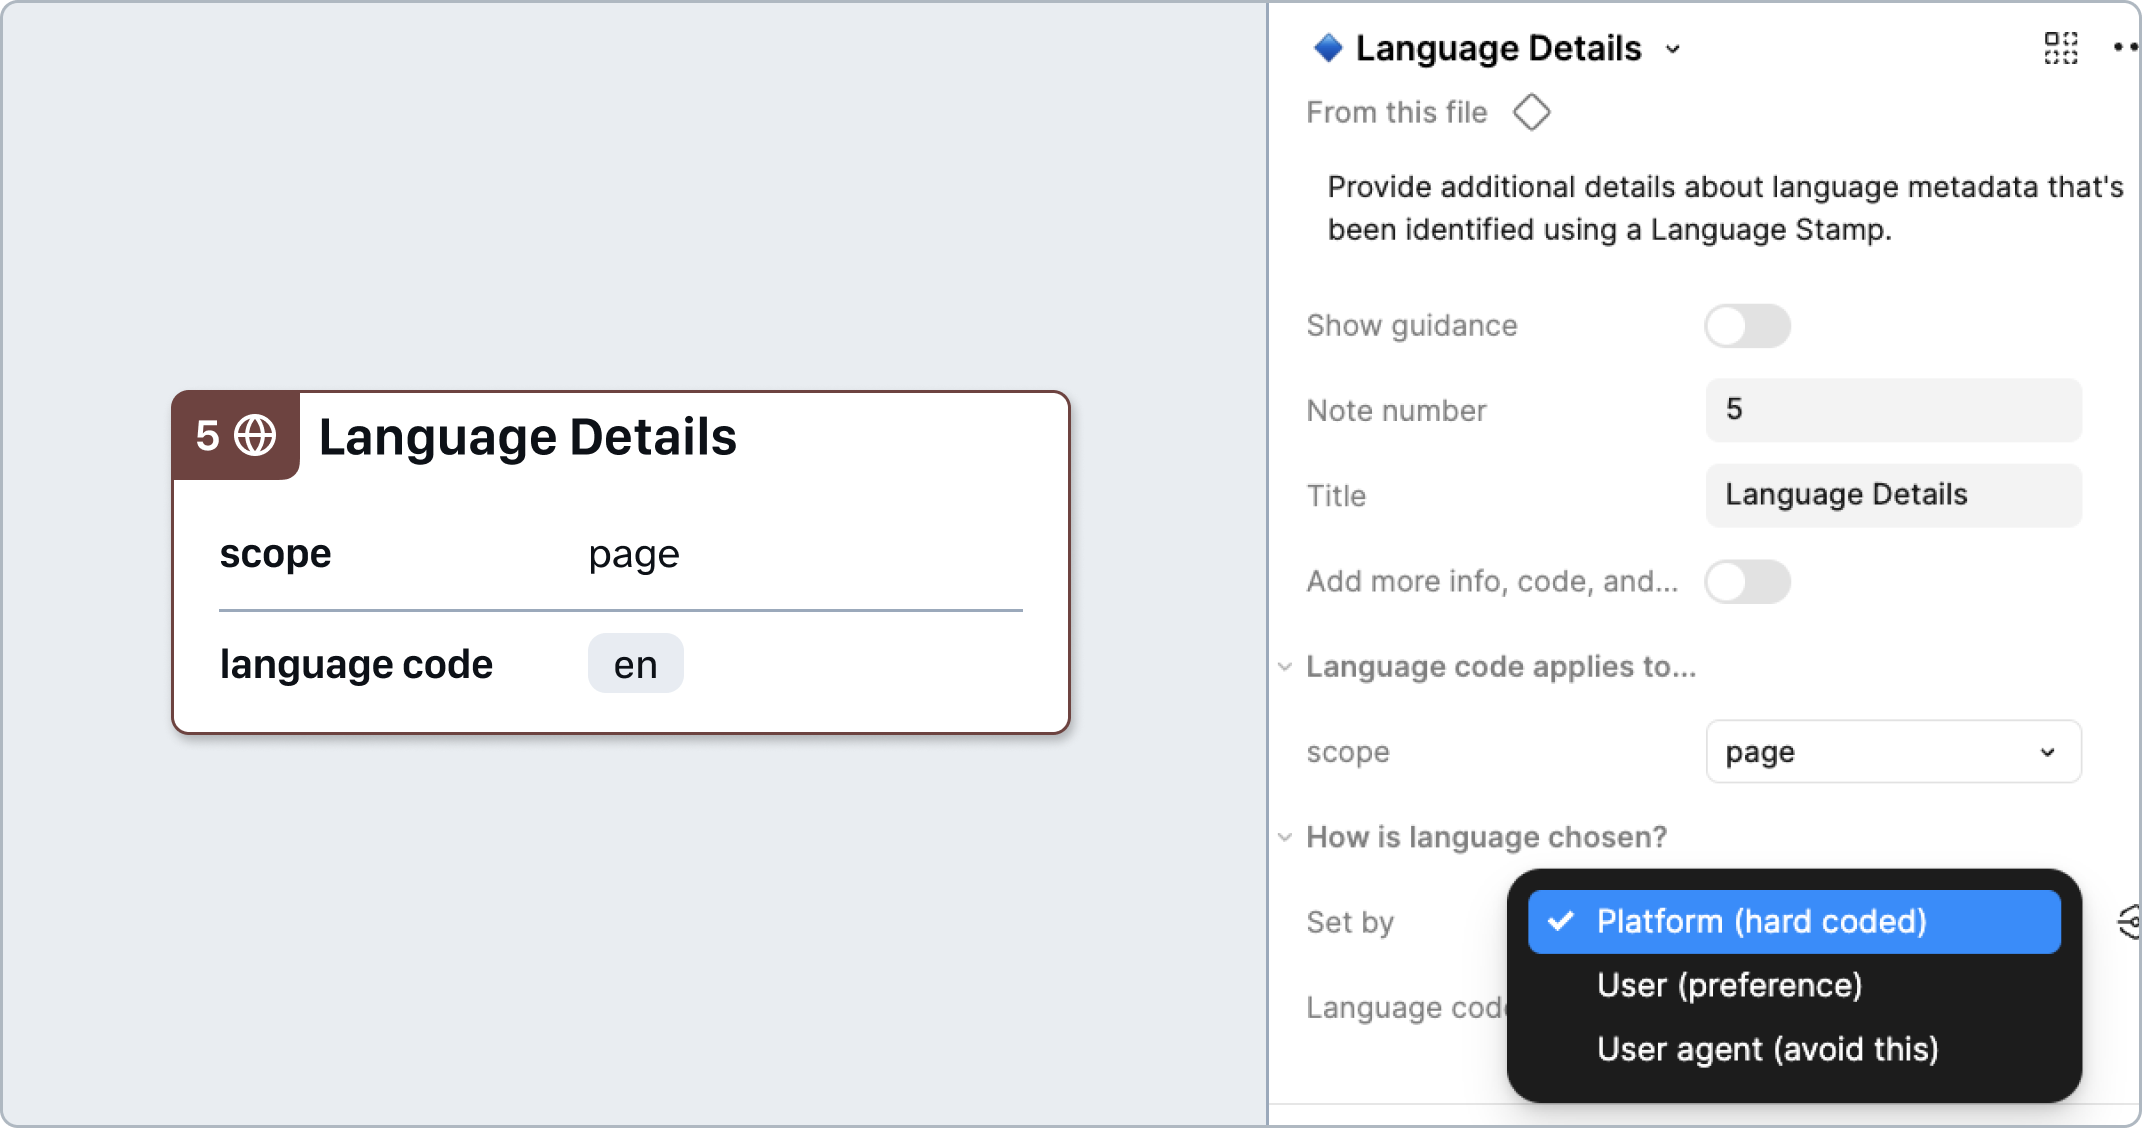 5 Language Details
scope page
language code en
Language Details
From this file
Provide additional details about language metadata that's
been identified using a Language Stamp.
Show guidance
Note number 5
Title Language Details
Add more info, code, and...
Language code applies to...
scope page
How is language chosen?
Set by
Platform (hard coded)
User (preference)
Language cod
User agent (avoid this)